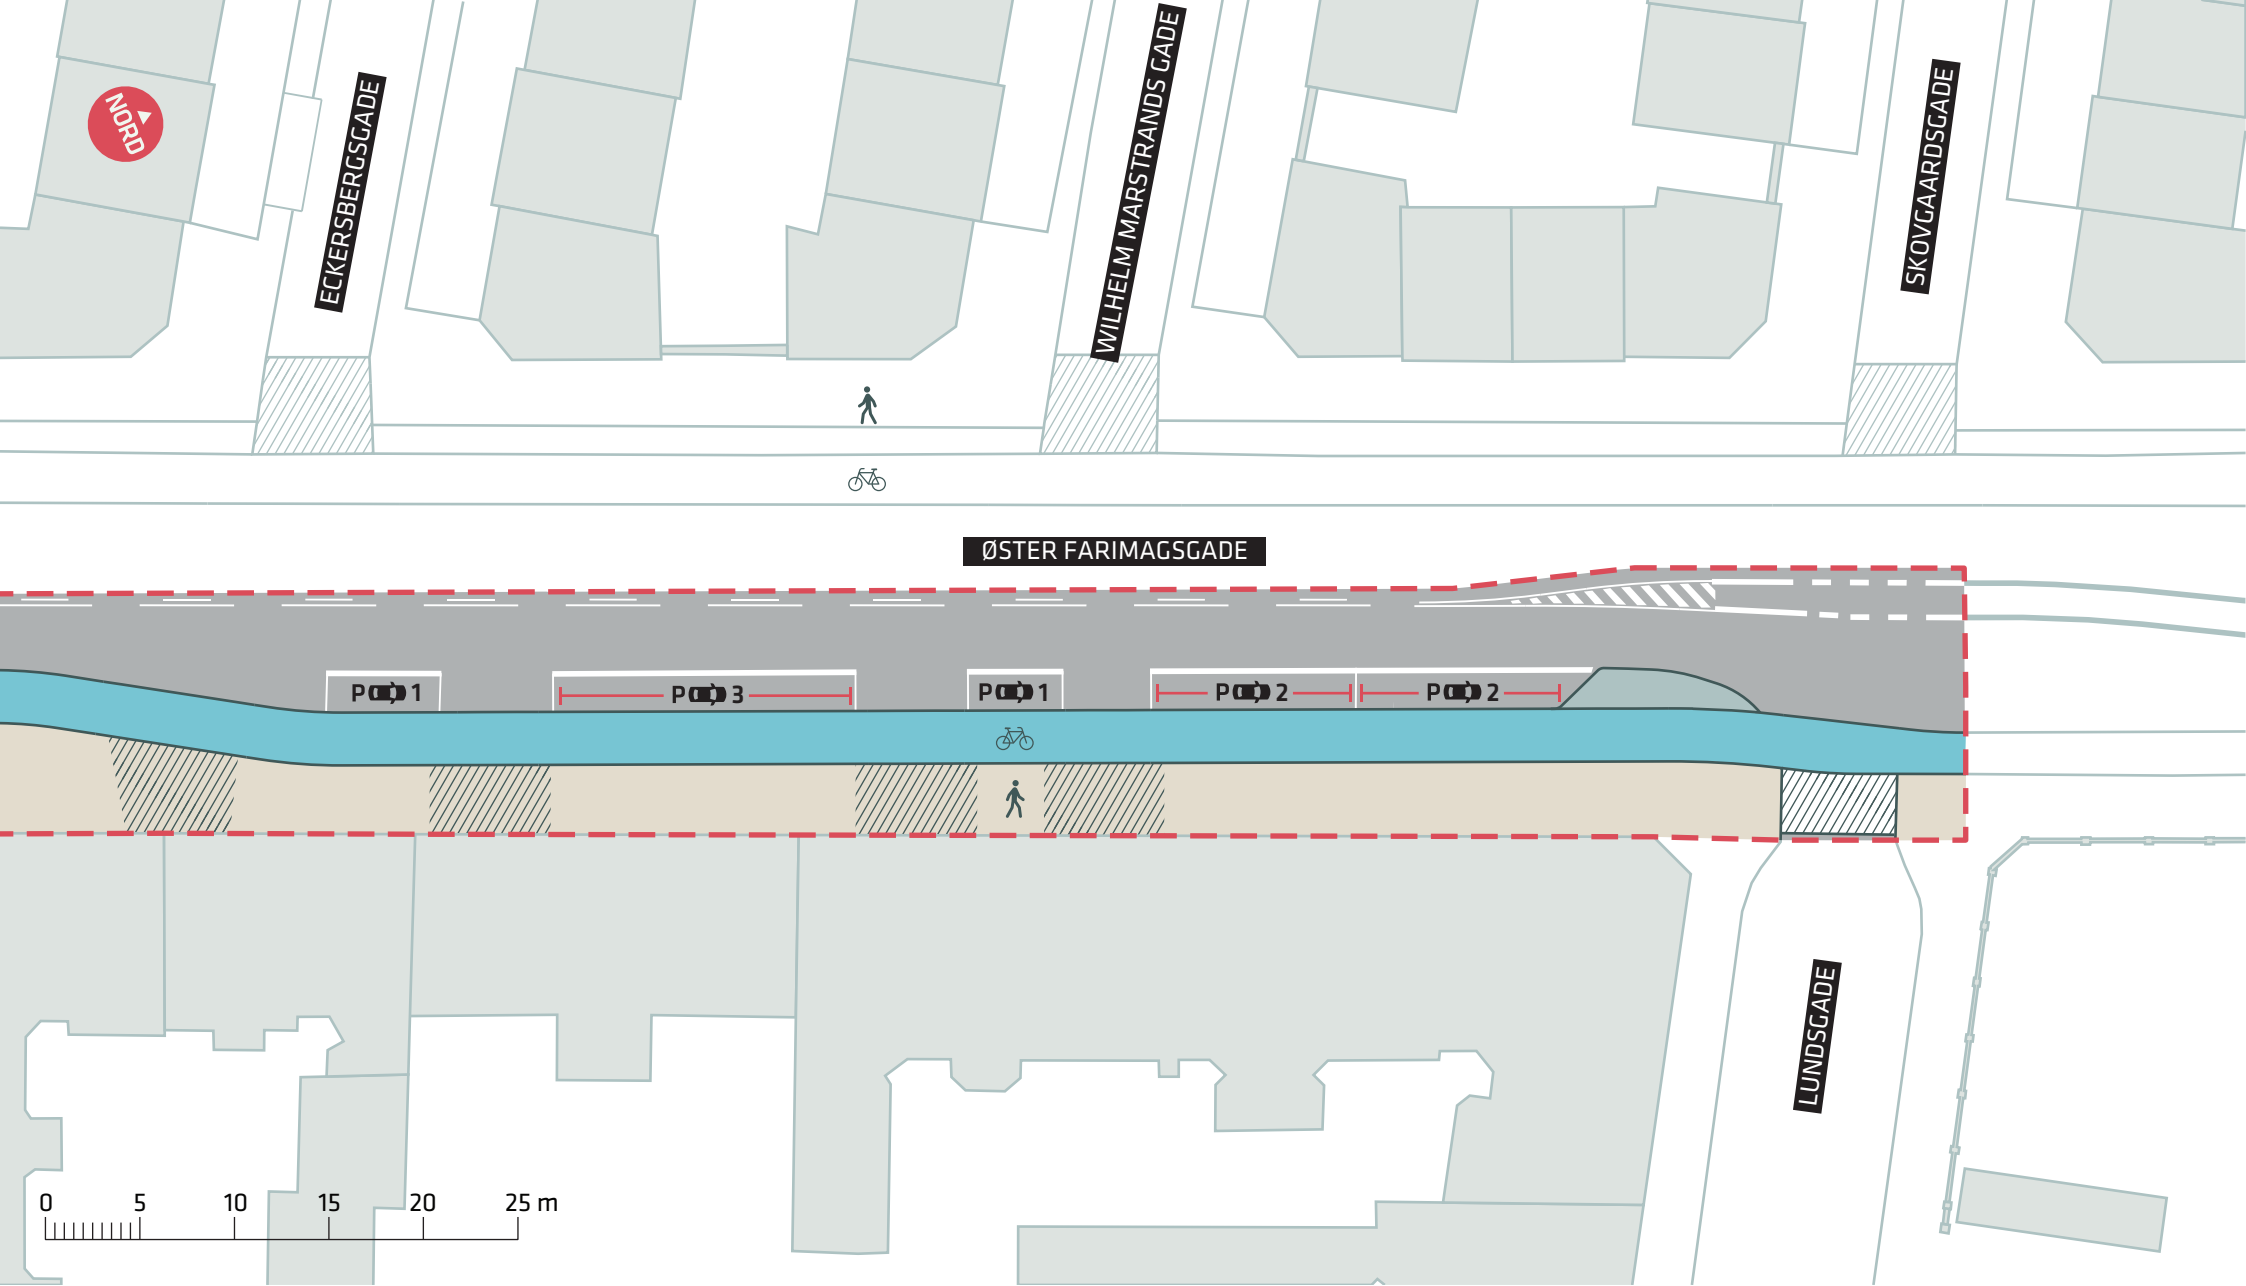 NORD
ECKERSBERGSGADE
WILHELM MARSTRANDS GADE
SKOVGAARDSGADE
ØSTER FARIMAGSGADE
P 1
P 3
P 1
P 2
P 2
LUNDSGADE
0 5 10 15 20 25 m